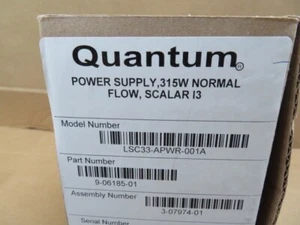 Quantum®
POWER SUPPLY,315W NORMAL
FLOW, SCALAR I3
Model Number
LSC33-APWR-001A
Part Number
9-06185-01
Assembly Number
3-07974-01
Serial Number